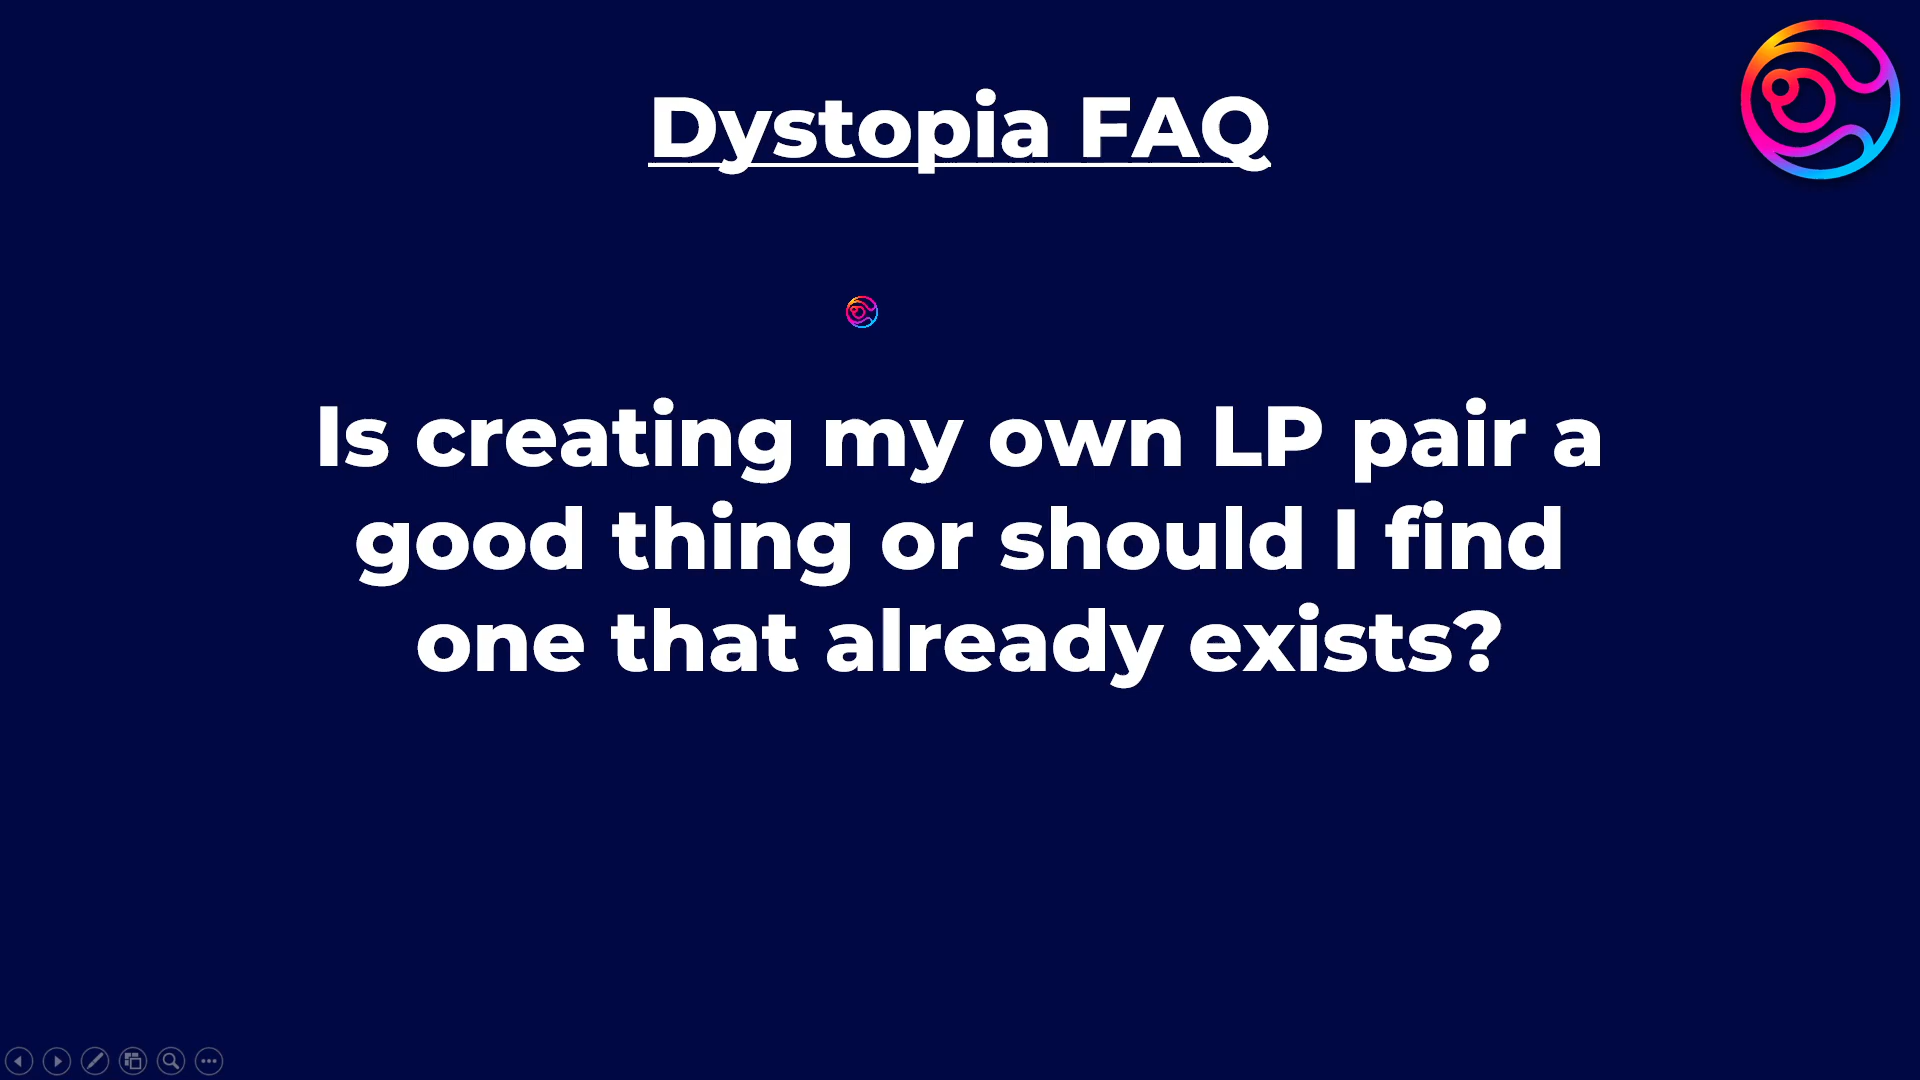 Dystopia FAQ
Is creating my own LP pair a
good thing or should I find
one that already exists?